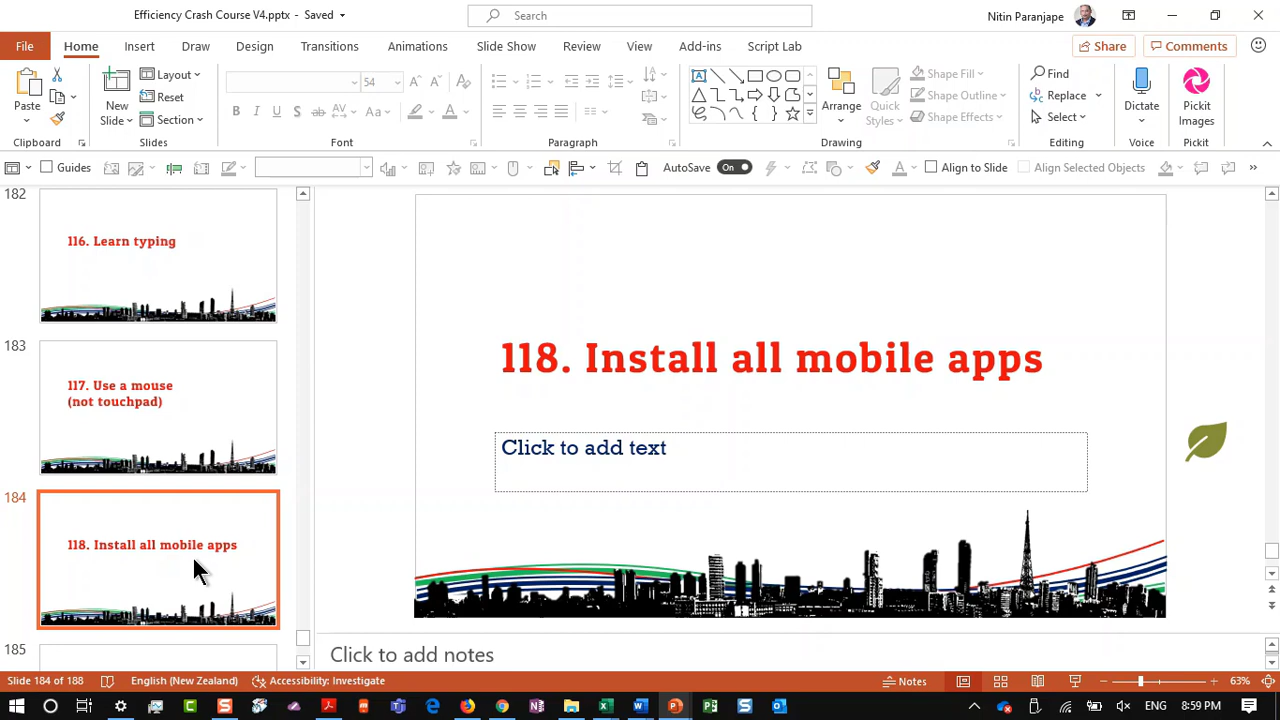 Efficiency Crash Course V4.pptx - Saved
Search
Nitin Paranjape
File Home Insert Draw Design Transitions Animations Slide Show Review View Add-ins Script Lab
Share Comments
Paste
Clipboard
New
Slide
Layout
Reset
Section
Slides
54
Font
Paragraph
Arrange
Quick
Styles
Shape Fill
Shape Outline
Shape Effects
Drawing
Find
Replace
Select
Editing
Dictate
Voice
Pickit
Images
Pickit
Guides
AutoSave On
Align to Slide
Align Selected Objects
182
116. Learn typing
183
117. Use a mouse
(not touchpad)
184
118. Install all mobile apps
185
118. Install all mobile apps
Click to add text
Click to add notes
Slide 184 of 188 English (New Zealand) Accessibility: Investigate Notes 63%
ENG 8:59 PM